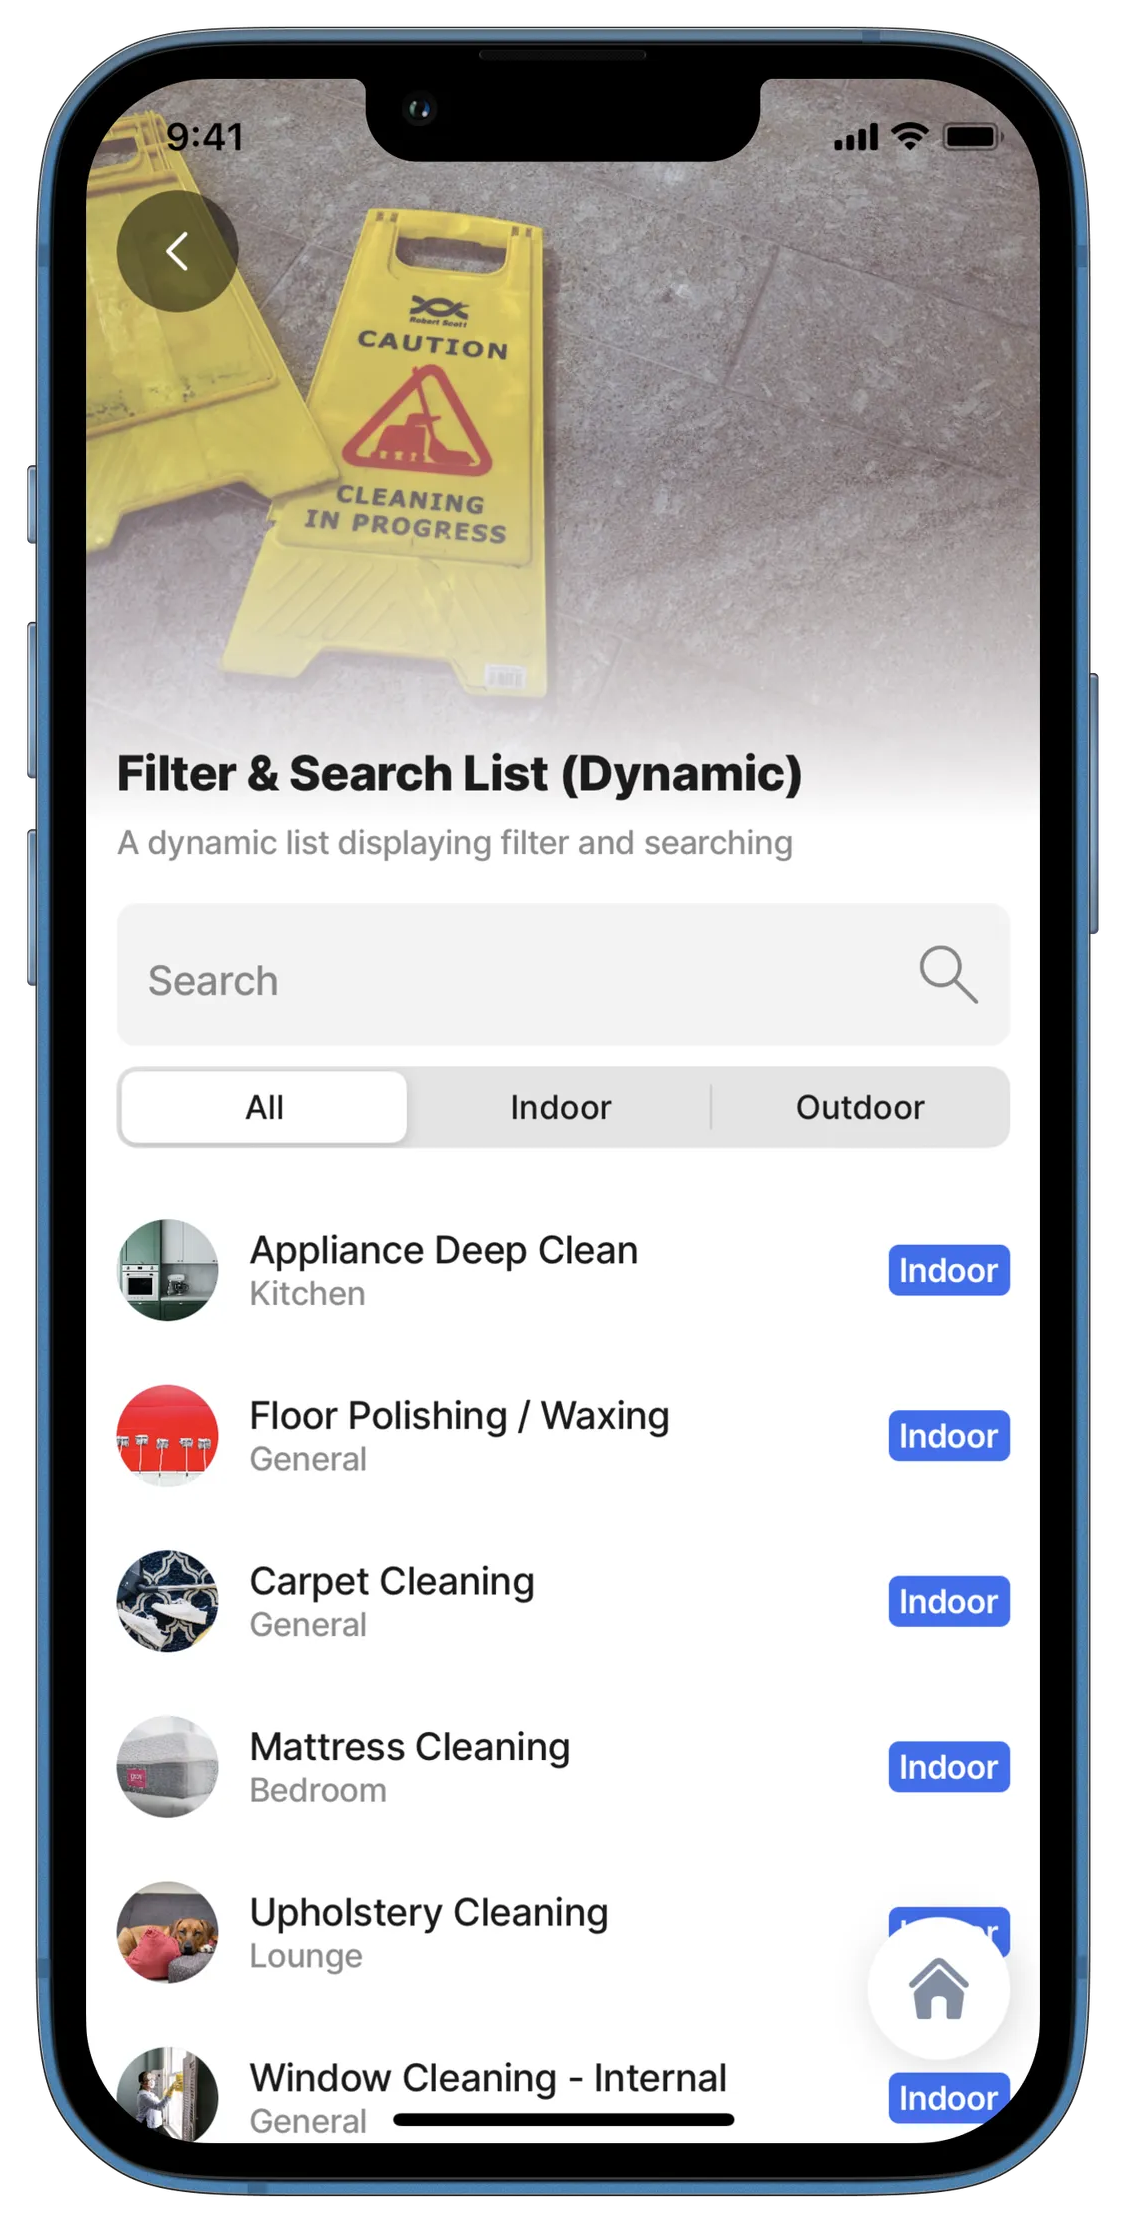 9:41
Robert Scott
CAUTION
CLEANING
IN PROGRESS
Filter & Search List (Dynamic)
A dynamic list displaying filter and searching
Search
All
Indoor
Outdoor
Appliance Deep Clean
Kitchen
Indoor
Floor Polishing / Waxing
General
Indoor
Carpet Cleaning
General
Indoor
Mattress Cleaning
Bedroom
Indoor
Upholstery Cleaning
Lounge
Window Cleaning - Internal
General
Indoor